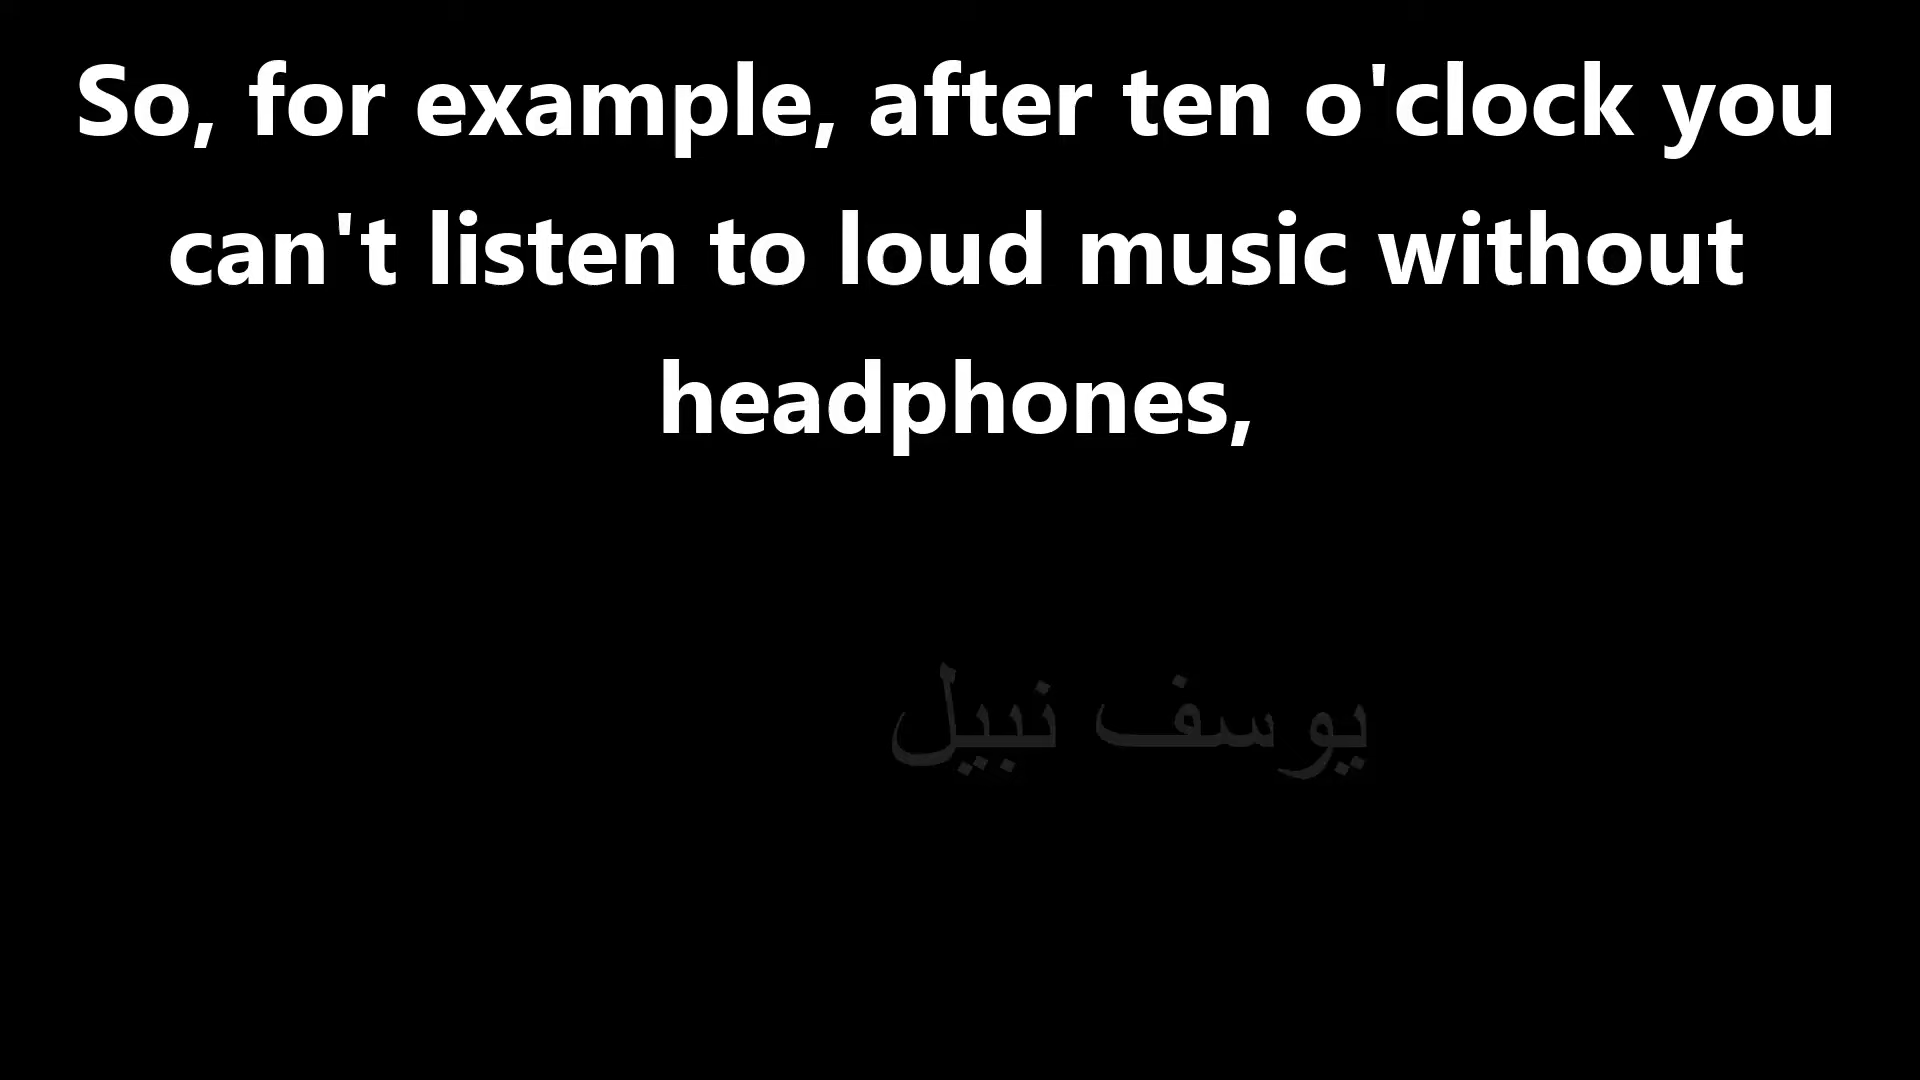 So, for example, after ten o'clock you
can't listen to loud music without
headphones,
يوسف نبيل